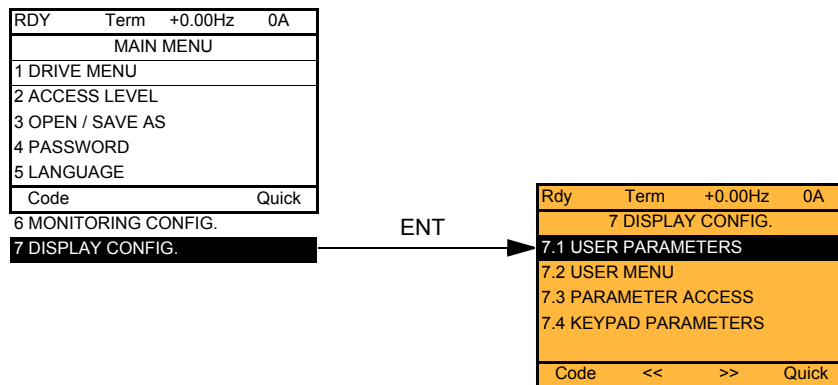 RDY Term +0.00Hz 0A
MAIN MENU
1 DRIVE MENU
2 ACCESS LEVEL
3 OPEN / SAVE AS
4 PASSWORD
5 LANGUAGE
Code Quick
6 MONITORING CONFIG.
7 DISPLAY CONFIG.
ENT
Rdy Term +0.00Hz 0A
7 DISPLAY CONFIG.
7.1 USER PARAMETERS
7.2 USER MENU
7.3 PARAMETER ACCESS
7.4 KEYPAD PARAMETERS
Code << >> Quick